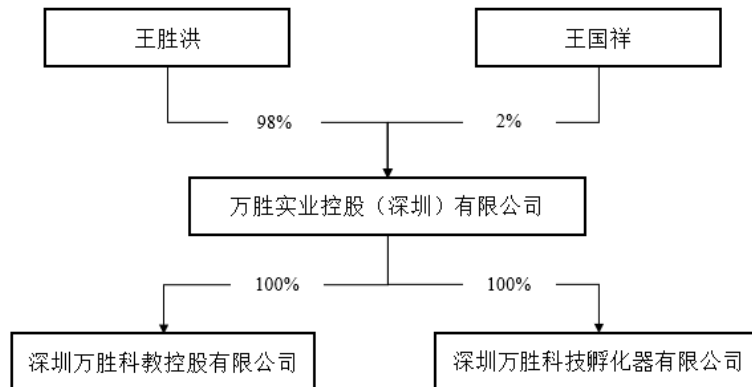 王胜洪
王国祥
98%
2%
万胜实业控股（深圳）有限公司
100%
100%
深圳万胜科教控股有限公司
深圳万胜科技孵化器有限公司